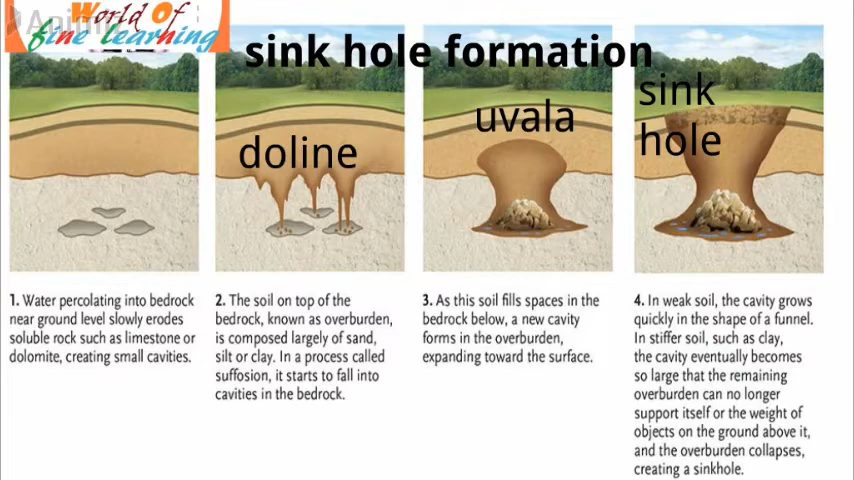 World Of
fine learning
sink hole formation
doline
uvala
sink
hole
1. Water percolating into bedrock
near ground level slowly erodes
soluble rock such as limestone or
dolomite, creating small cavities.
2. The soil on top of the
bedrock, known as overburden,
is composed largely of sand,
silt or clay. In a process called
suffosion, it starts to fall into
cavities in the bedrock.
3. As this soil fills spaces in the
bedrock below, a new cavity
forms in the overburden,
expanding toward the surface.
4. In weak soil, the cavity grows
quickly in the shape of a funnel.
In stiffer soil, such as clay,
the cavity eventually becomes
so large that the remaining
overburden can no longer
support itself or the weight of
objects on the ground above it,
and the overburden collapses,
creating a sinkhole.